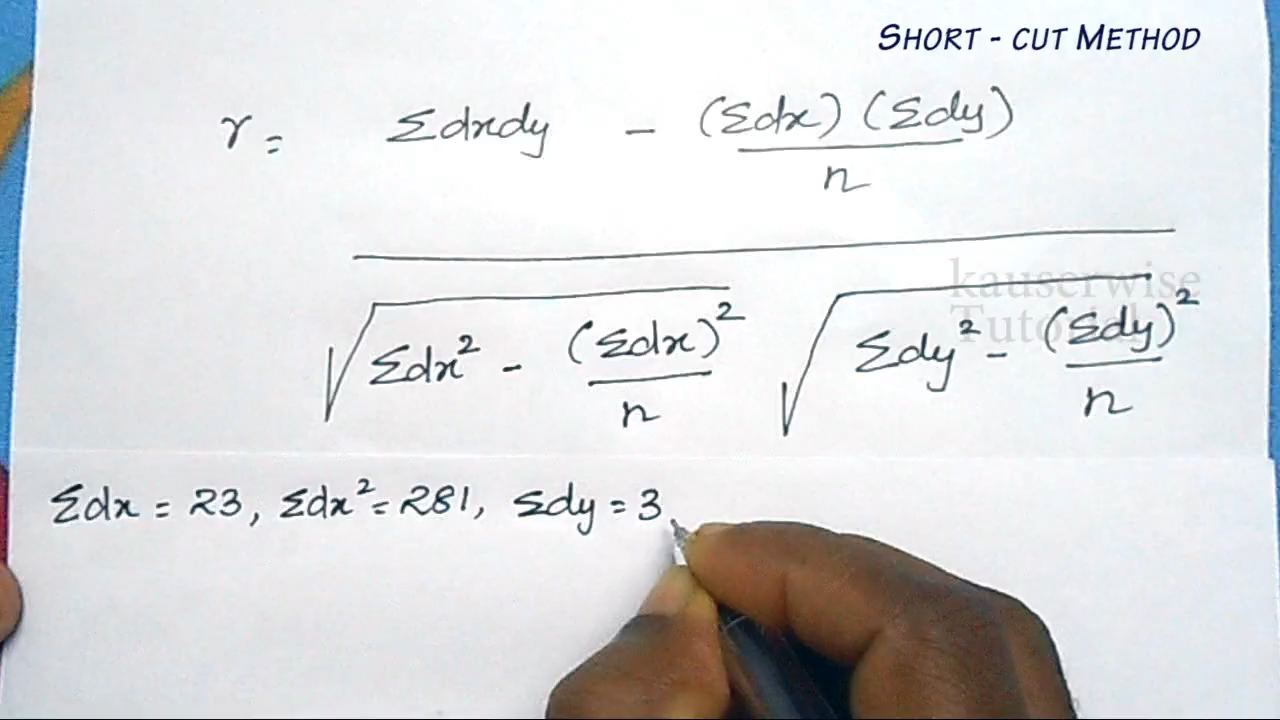 SHORT - CUT METHOD
r = Σdxdy - (Σdx) (Σdy)
n
kauserwise
Tutorial
√Σdx² - (Σdx)² √Σdy² - (Σdy)²
n n
Σdx = 23, Σdx² = 281, Σdy = 3